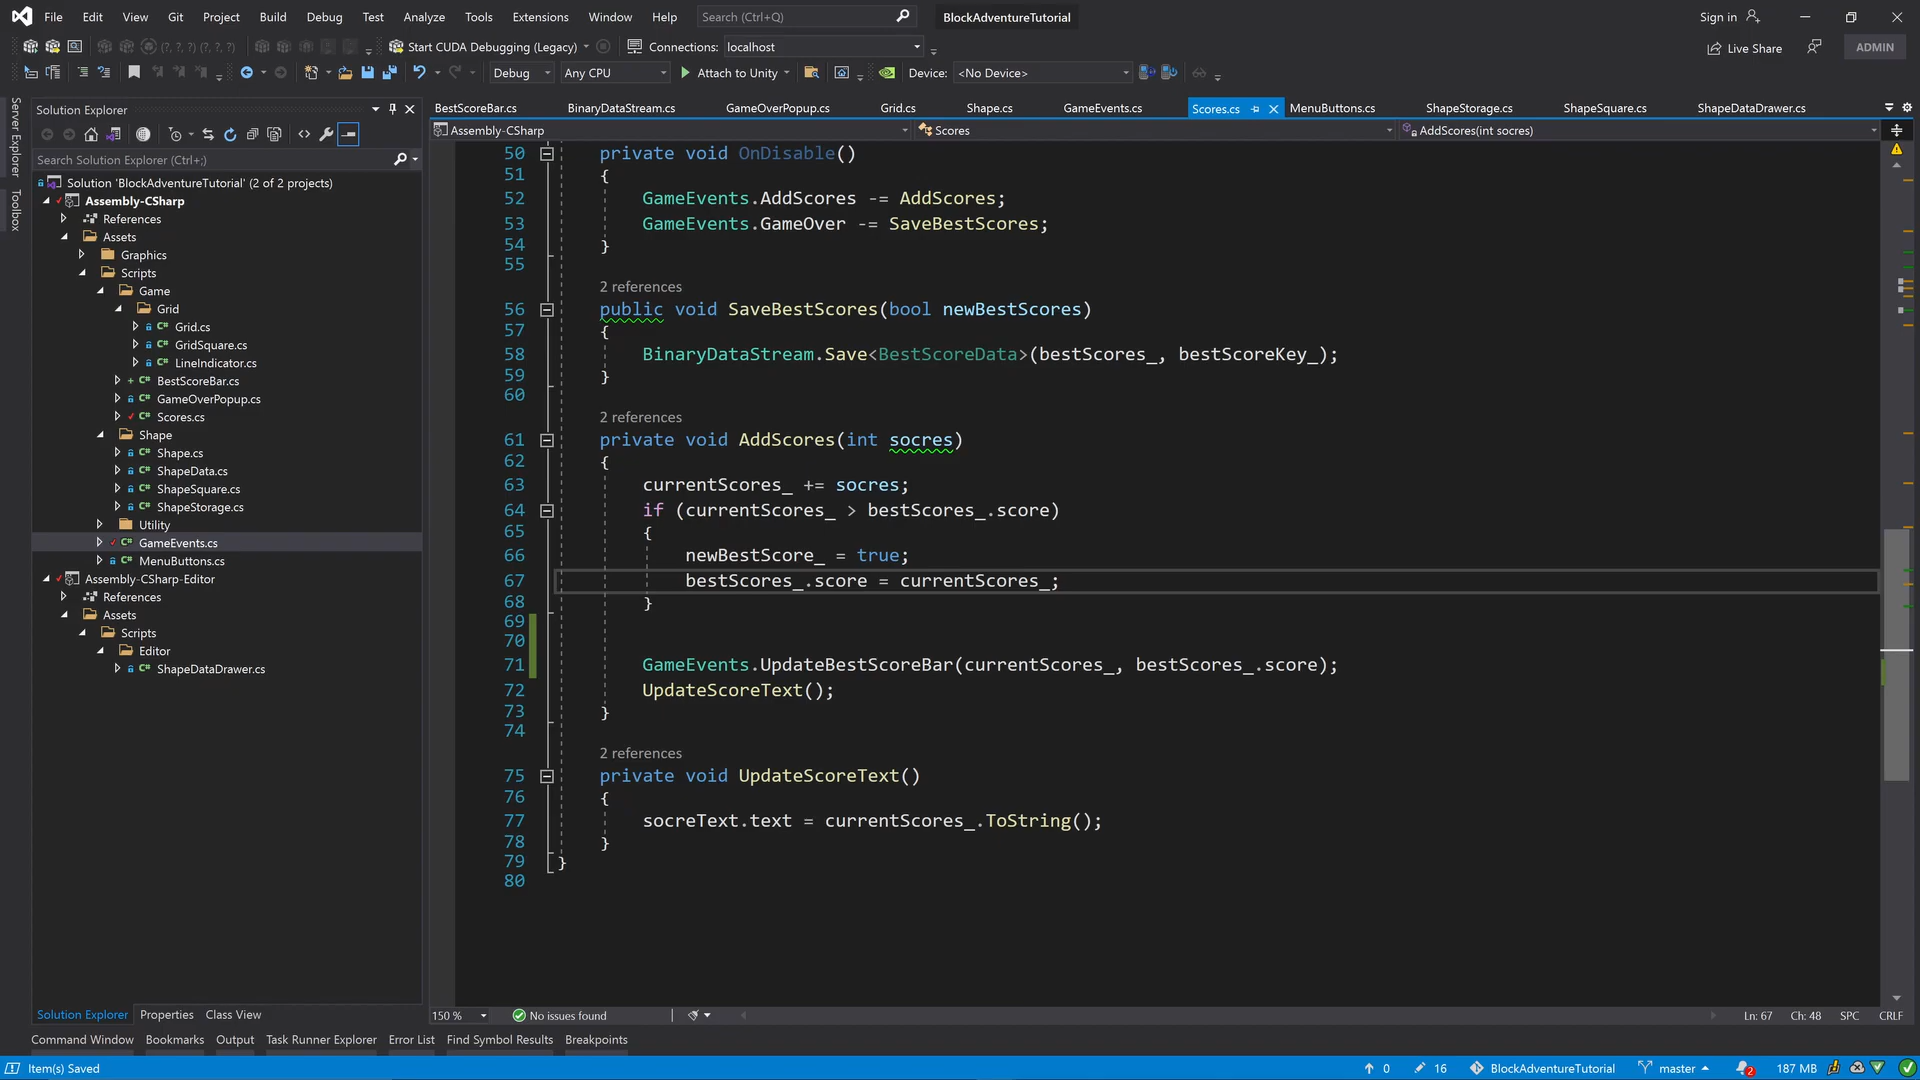 File Edit View Git Project Build Debug Test Analyze Tools Extensions Window Help Search (Ctrl+Q) BlockAdventureTutorial Sign in
(?, ?, ?) (?, ?, ?) Start CUDA Debugging (Legacy) Connections: localhost Live Share ADMIN
Debug Any CPU Attach to Unity Device: <No Device>
Server Explorer
Toolbox
Solution Explorer
Search Solution Explorer (Ctrl+;)
Solution 'BlockAdventureTutorial' (2 of 2 projects)
Assembly-CSharp
References
Assets
Graphics
Scripts
Game
Grid
Grid.cs
GridSquare.cs
LineIndicator.cs
BestScoreBar.cs
GameOverPopup.cs
Scores.cs
Shape
Shape.cs
ShapeData.cs
ShapeSquare.cs
ShapeStorage.cs
Utility
GameEvents.cs
MenuButtons.cs
Assembly-CSharp-Editor
References
Assets
Scripts
Editor
ShapeDataDrawer.cs
Solution Explorer Properties Class View
BestScoreBar.cs BinaryDataStream.cs GameOverPopup.cs Grid.cs Shape.cs GameEvents.cs Scores.cs MenuButtons.cs ShapeStorage.cs ShapeSquare.cs ShapeDataDrawer.cs
Assembly-CSharp Scores AddScores(int socres)
50 private void OnDisable()
51 {
52 GameEvents.AddScores -= AddScores;
53 GameEvents.GameOver -= SaveBestScores;
54 }
55
2 references
56 public void SaveBestScores(bool newBestScores)
57 {
58 BinaryDataStream.Save<BestScoreData>(bestScores_, bestScoreKey_);
59 }
60
2 references
61 private void AddScores(int socres)
62 {
63 currentScores_ += socres;
64 if (currentScores_ > bestScores_.score)
65 {
66 newBestScore_ = true;
67 bestScores_.score = currentScores_;
68 }
69
70
71 GameEvents.UpdateBestScoreBar(currentScores_, bestScores_.score);
72 UpdateScoreText();
73 }
74
2 references
75 private void UpdateScoreText()
76 {
77 socreText.text = currentScores_.ToString();
78 }
79 }
80
150 % No issues found Ln: 67 Ch: 48 SPC CRLF
Command Window Bookmarks Output Task Runner Explorer Error List Find Symbol Results Breakpoints
Item(s) Saved 0 16 BlockAdventureTutorial master 2 187 MB